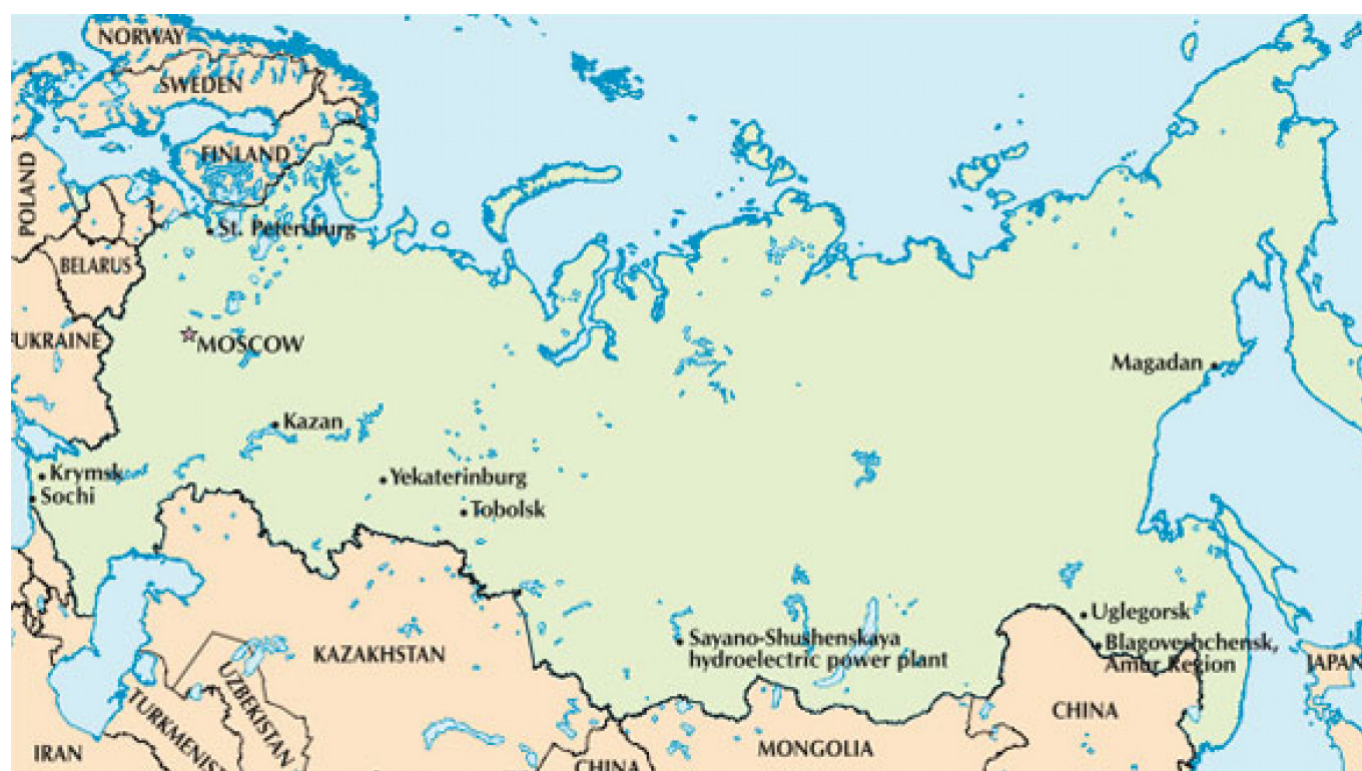 NORWAY
SWEDEN
FINLAND
POLAND
St. Petersburg
BELARUS
UKRAINE
MOSCOW
Magadan
Kazan
Krymsk
Sochi
Yekaterinburg
Tobolsk
Uglegorsk
Sayano-Shushenskaya
hydroelectric power plant
Blagoveshchensk,
Amur Region
KAZAKHSTAN
UZBEKISTAN
TURKMENIST
IRAN
CHINA
MONGOLIA
CHINA
JAPAN